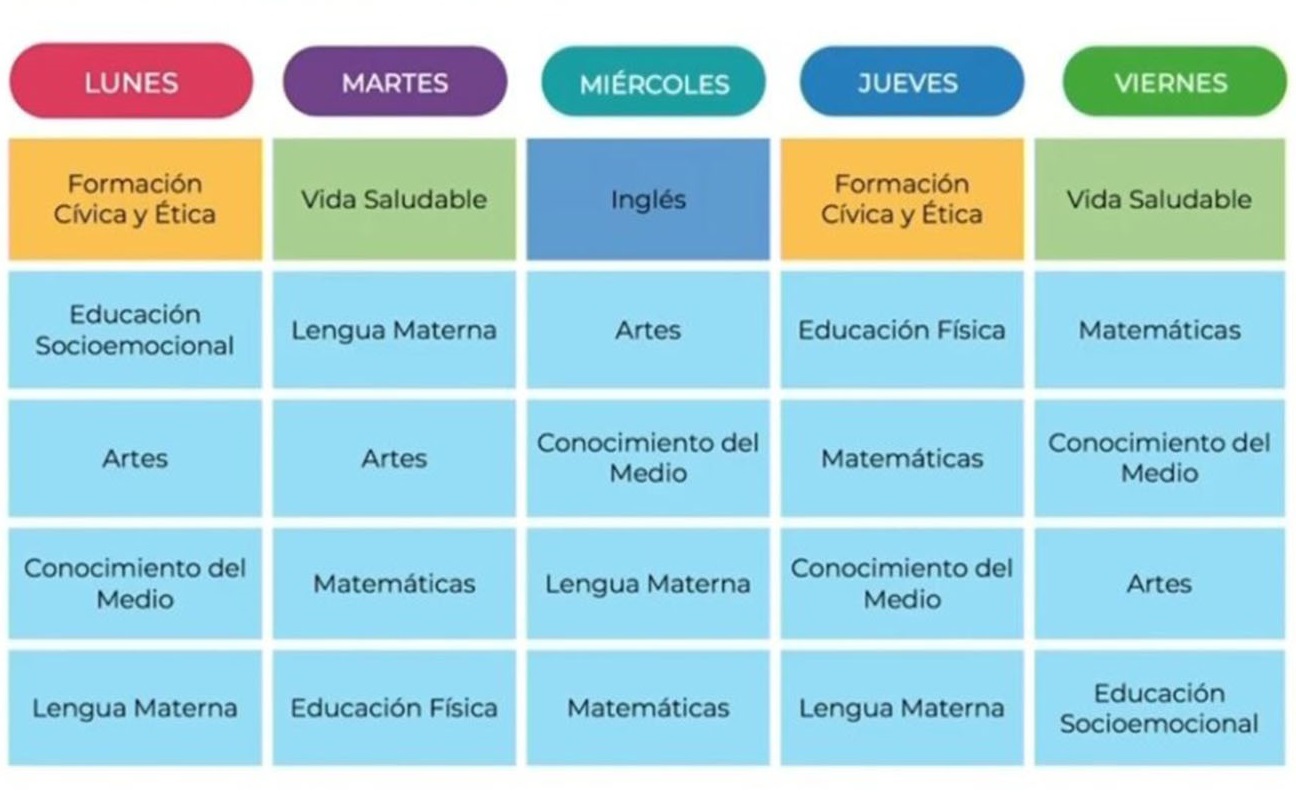 LUNES MARTES MIÉRCOLES JUEVES VIERNES
Formación
Cívica y Ética
Vida Saludable
Inglés
Formación
Cívica y Ética
Vida Saludable
Educación
Socioemocional
Lengua Materna
Artes
Educación Física
Matemáticas
Artes
Artes
Conocimiento del
Medio
Matemáticas
Conocimiento del
Medio
Conocimiento del
Medio
Matemáticas
Lengua Materna
Conocimiento del
Medio
Artes
Lengua Materna
Educación Física
Matemáticas
Lengua Materna
Educación
Socioemocional